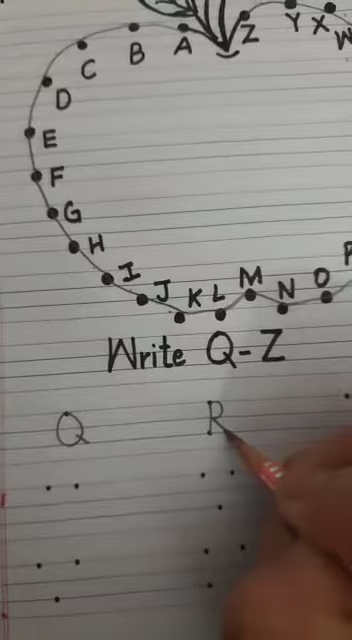 A B C D E F G H I J K L M N O P
Z Y X W
Write Q-Z
Q R